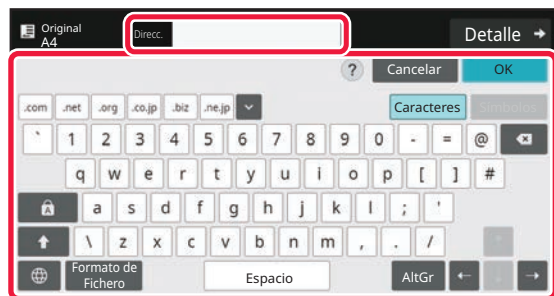 Original
A4
Direcc.
Detalle →
? Cancelar OK
.com .net .org .co.jp .biz .ne.jp Caracteres Símbolos
` 1 2 3 4 5 6 7 8 9 0 - = @
q w e r t y u i o p [ ] #
A a s d f g h j k l ; '
\ z x c v b n m , . /
Formato de
Fichero
Espacio AltGr ← ↓ →